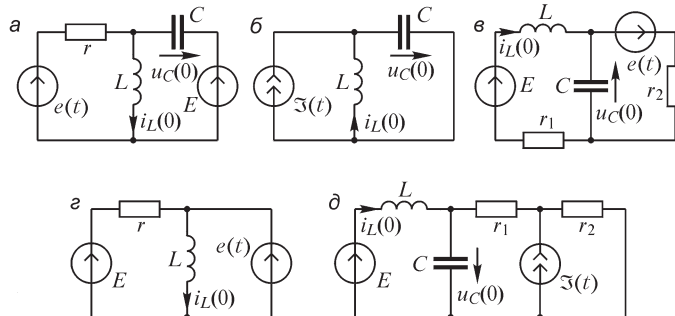 а
r
C
L
u_C(0)
e(t)
E
i_L(0)
б
C
L
u_C(0)
ℑ(t)
i_L(0)
в
L
i_L(0)
e(t)
E
C
u_C(0)
r_2
r_1
г
r
E
L
e(t)
i_L(0)
д
L
i_L(0)
r_1
r_2
E
C
u_C(0)
ℑ(t)